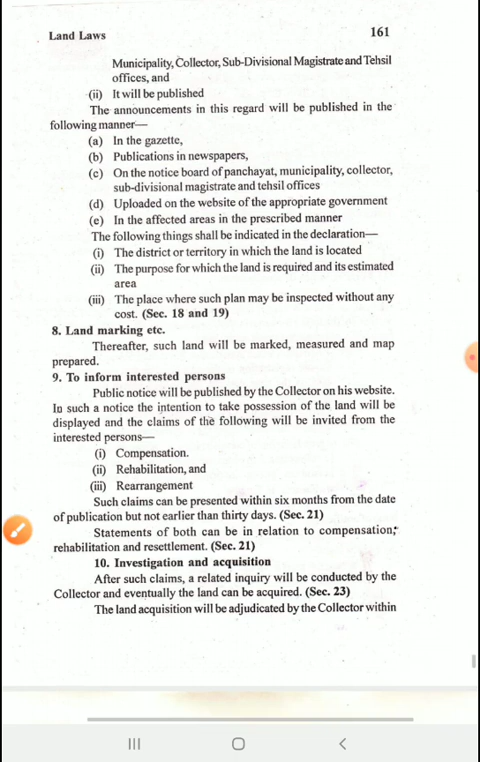 Land Laws 161
Municipality, Collector, Sub-Divisional Magistrate and Tehsil
offices, and
(ii) It will be published
The announcements in this regard will be published in the
following manner—
(a) In the gazette,
(b) Publications in newspapers,
(c) On the notice board of panchayat, municipality, collector,
sub-divisional magistrate and tehsil offices
(d) Uploaded on the website of the appropriate government
(e) In the affected areas in the prescribed manner
The following things shall be indicated in the declaration—
(i) The district or territory in which the land is located
(ii) The purpose for which the land is required and its estimated
area
(iii) The place where such plan may be inspected without any
cost. (Sec. 18 and 19)
8. Land marking etc.
Thereafter, such land will be marked, measured and map
prepared.
9. To inform interested persons
Public notice will be published by the Collector on his website.
In such a notice the intention to take possession of the land will be
displayed and the claims of the following will be invited from the
interested persons—
(i) Compensation.
(ii) Rehabilitation, and
(iii) Rearrangement
Such claims can be presented within six months from the date
of publication but not earlier than thirty days. (Sec. 21)
Statements of both can be in relation to compensation;
rehabilitation and resettlement. (Sec. 21)
10. Investigation and acquisition
After such claims, a related inquiry will be conducted by the
Collector and eventually the land can be acquired. (Sec. 23)
The land acquisition will be adjudicated by the Collector within